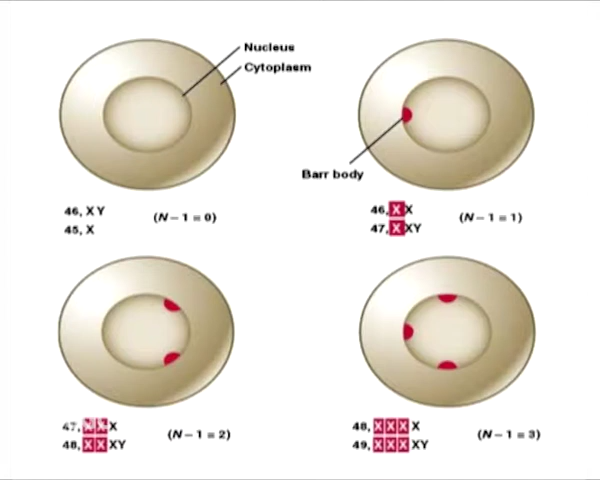 Nucleus
Cytoplasm
Barr body
46, XY
45, X
(N – 1 = 0)
46, XX
47, XXY
(N – 1 = 1)
47, XXX
48, XXXY
(N – 1 = 2)
48, XXXX
49, XXXXY
(N – 1 = 3)